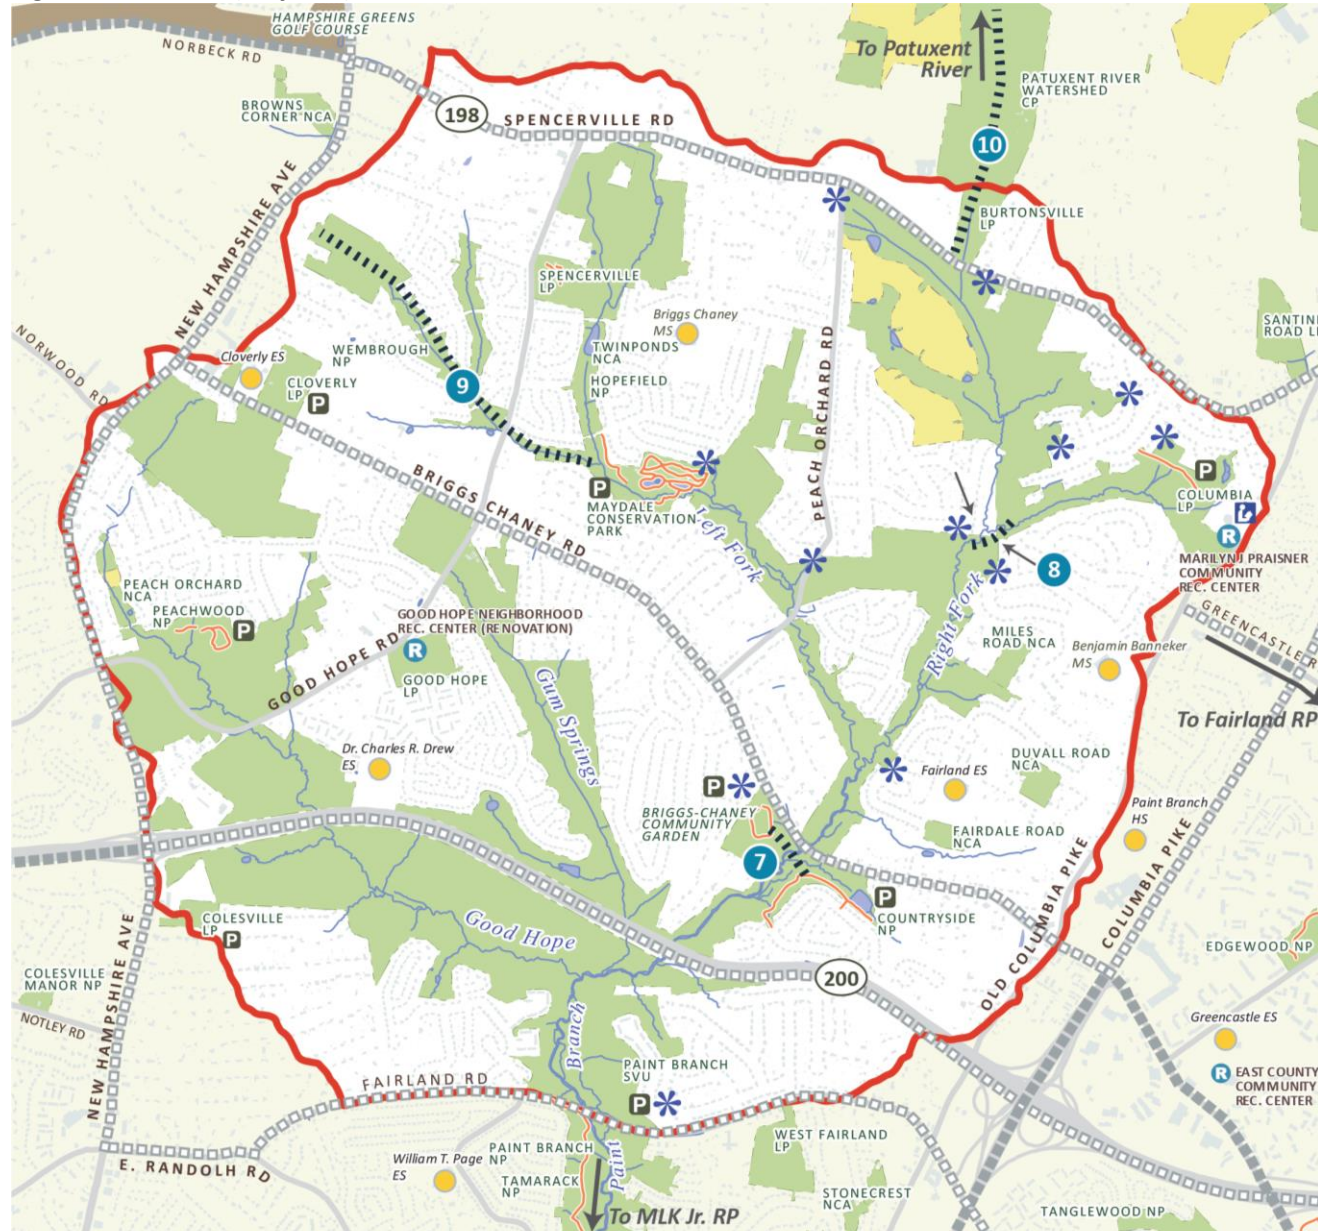 HAMPSHIRE GREENS
GOLF COURSE
NORBECK RD
To Patuxent
River
PATUXENT RIVER
WATERSHED
CP
BROWNS
CORNER NCA
198
SPENCERVILLE RD
10
NEW HAMPSHIRE AVE
BURTONSVILLE
LP
SPENCERVILLE
LP
SANTINI
ROAD L
NORWOOD RD
Cloverly ES
WEMBROUGH
NP
Briggs Chaney
MS
TWINPONDS
NCA
HOPEFIELD
NP
9
CLOVERLY
LP
P
PEACH ORCHARD RD
BRIGGS CHANEY RD
P
MAYDALE
CONSERVATION
PARK
Left Fork
P
COLUMBIA
LP
R
MARILYN J PRAISNER
COMMUNITY
REC. CENTER
8
PEACH ORCHARD
NCA
PEACHWOOD
NP
P
GOOD HOPE NEIGHBORHOOD
REC. CENTER (RENOVATION)
R
GOOD HOPE
LP
GOOD HOPE RD
Gum Springs
Right Fork
MILES
ROAD NCA
Benjamin Banneker
MS
GREENCASTLE R
To Fairland RP
Dr. Charles R. Drew
ES
P
BRIGGS-CHANEY
COMMUNITY
GARDEN
7
Fairland ES
DUVALL ROAD
NCA
Paint Branch
HS
FAIRDALE ROAD
NCA
P
COUNTRYSIDE
NP
COLESVILLE
LP
P
Good Hope
200
OLD COLUMBIA PIKE
COLUMBIA PIKE
EDGEWOOD NP
COLESVILLE
MANOR NP
NOTLEY RD
NEW HAMPSHIRE AVE
Branch
Greencastle ES
FAIRLAND RD
PAINT BRANCH
SVU
P
R
EAST COUNTY
COMMUNITY
REC. CENTER
E. RANDOLH RD
William T. Page
ES
PAINT BRANCH
NP
TAMARACK
NP
Paint
WEST FAIRLAND
LP
STONECREST
NCA
To MLK Jr. RP
TANGLEWOOD NP